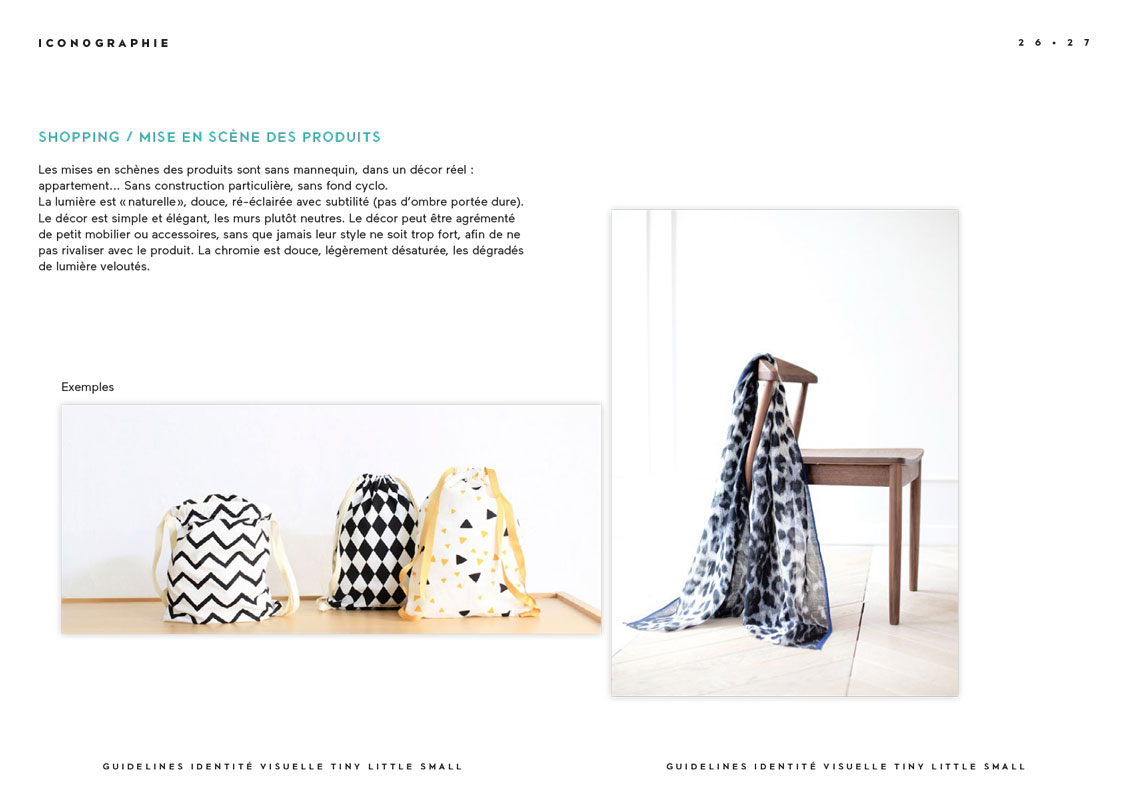 ICONOGRAPHIE
26 • 27
SHOPPING / MISE EN SCÈNE DES PRODUITS
Les mises en schènes des produits sont sans mannequin, dans un décor réel :
appartement... Sans construction particulière, sans fond cyclo.
La lumière est « naturelle », douce, ré-éclairée avec subtilité (pas d’ombre portée dure).
Le décor est simple et élégant, les murs plutôt neutres. Le décor peut être agrémenté
de petit mobilier ou accessoires, sans que jamais leur style ne soit trop fort, afin de ne
pas rivaliser avec le produit. La chromie est douce, légèrement désaturée, les dégradés
de lumière veloutés.
Exemples
GUIDELINES IDENTITÉ VISUELLE TINY LITTLE SMALL
GUIDELINES IDENTITÉ VISUELLE TINY LITTLE SMALL